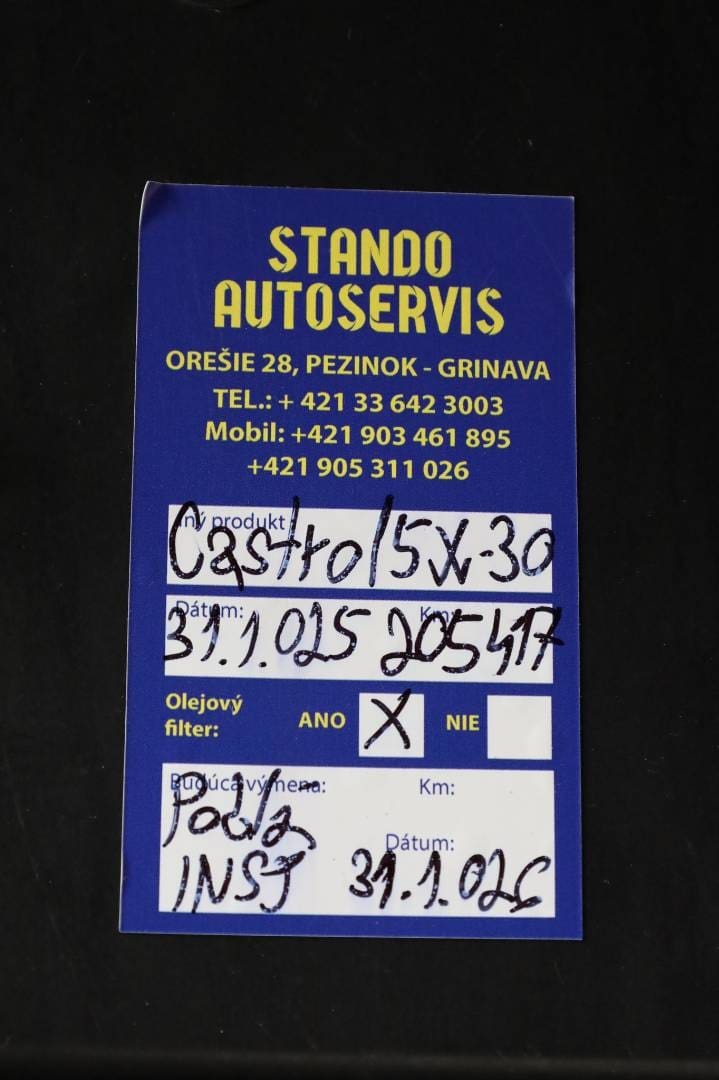 STANDO
AUTOSERVIS
OREŠIE 28, PEZINOK - GRINAVA
TEL.: + 421 33 642 3003
Mobil: +421 903 461 895
+421 905 311 026
ný produkt
Castrol 5W-30
Dátum: Km:
31.1.025 205417
Olejový
filter: ANO X NIE
Budúca výmena: Km:
Podľa
Dátum:
INSJ 31.1.026